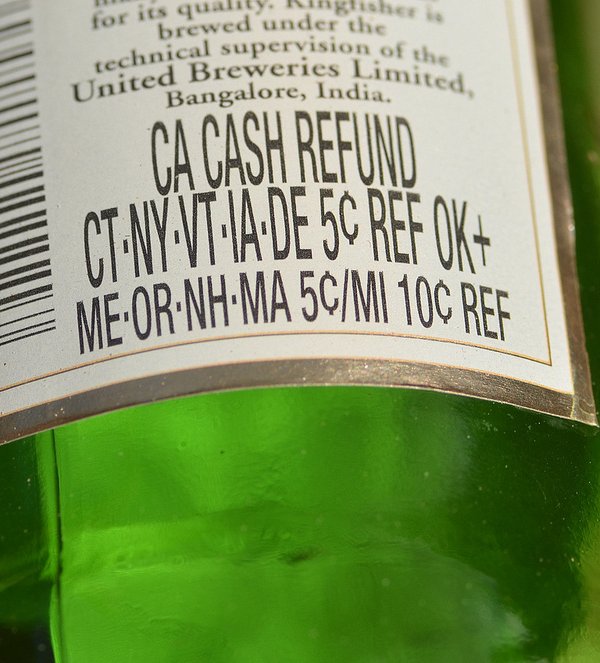 for its quality. Kingfisher is
brewed under the
technical supervision of the
United Breweries Limited,
Bangalore, India.
CA CASH REFUND
CT·NY·VT·IA·DE 5¢ REF OK+
ME·OR·NH·MA 5¢/MI 10¢ REF